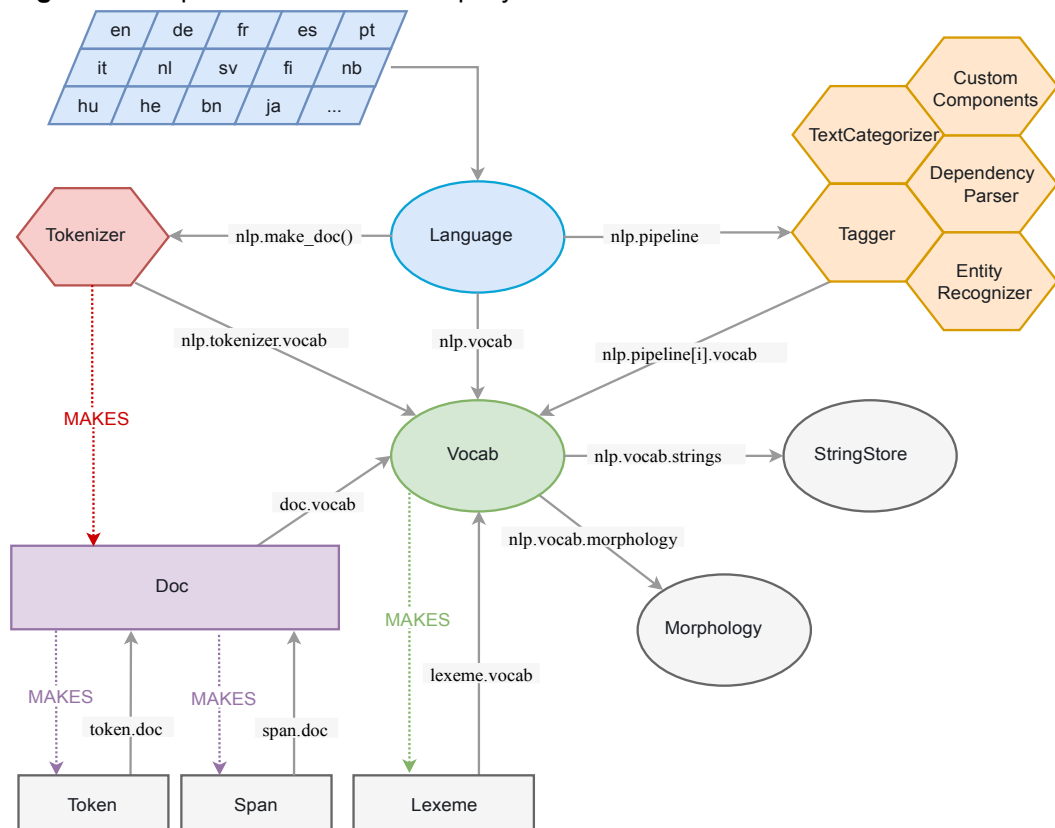 en de fr es pt
it nl sv fi nb
hu he bn ja ...
Custom
Components
TextCategorizer
Dependency
Parser
Tokenizer
nlp.make_doc()
Language
nlp.pipeline
Tagger
Entity
Recognizer
nlp.tokenizer.vocab
nlp.vocab
nlp.pipeline[i].vocab
MAKES
Vocab
nlp.vocab.strings
StringStore
doc.vocab
nlp.vocab.morphology
Doc
MAKES
Morphology
MAKES
MAKES
lexeme.vocab
token.doc
span.doc
Token
Span
Lexeme